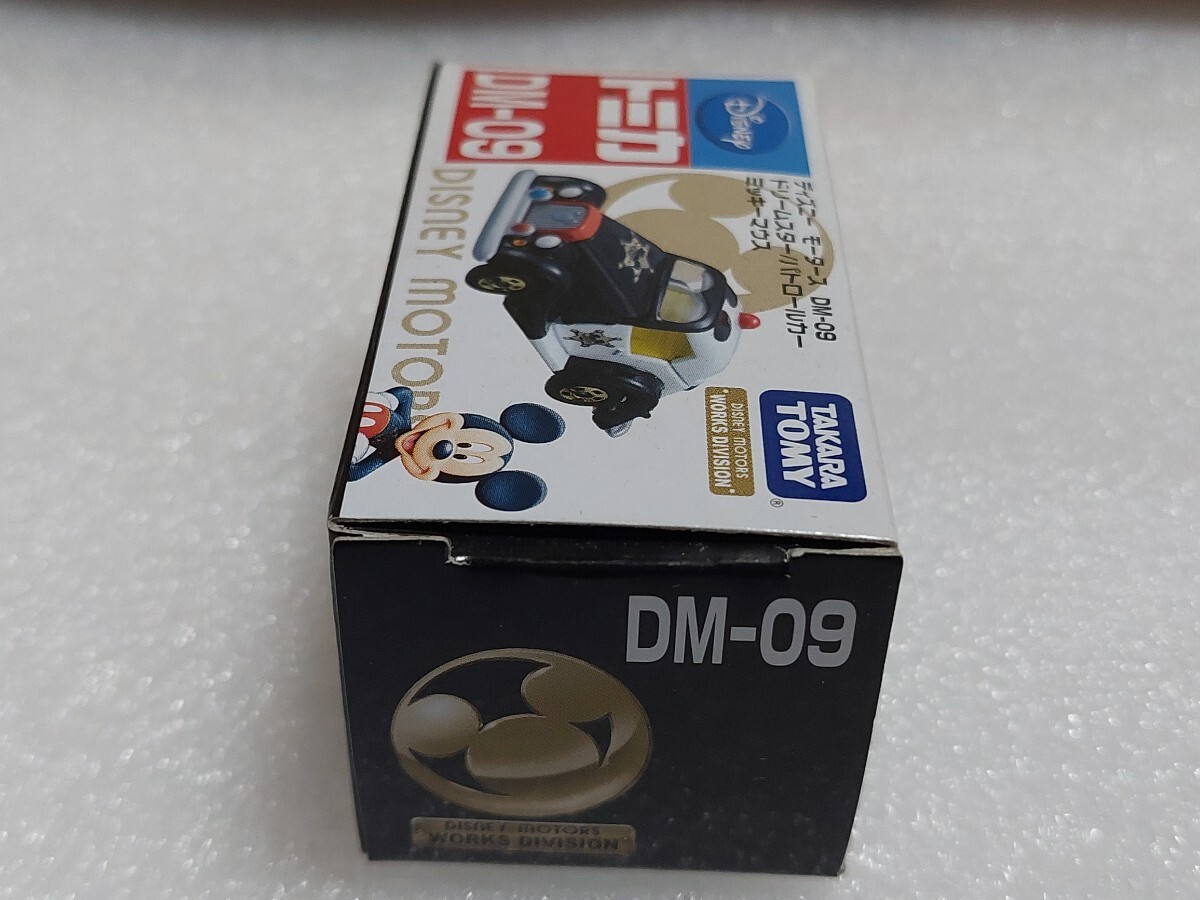 Disney
トミカ
DM-09
ディズニー モータース DM-09
ドリームスター/パトロールカー
ミッキーマウス
DISNEY MOTORS
TAKARA
TOMY
®
DISNEY MOTORS
"WORKS DIVISION"
DM-09
DISNEY MOTORS
"WORKS DIVISION"